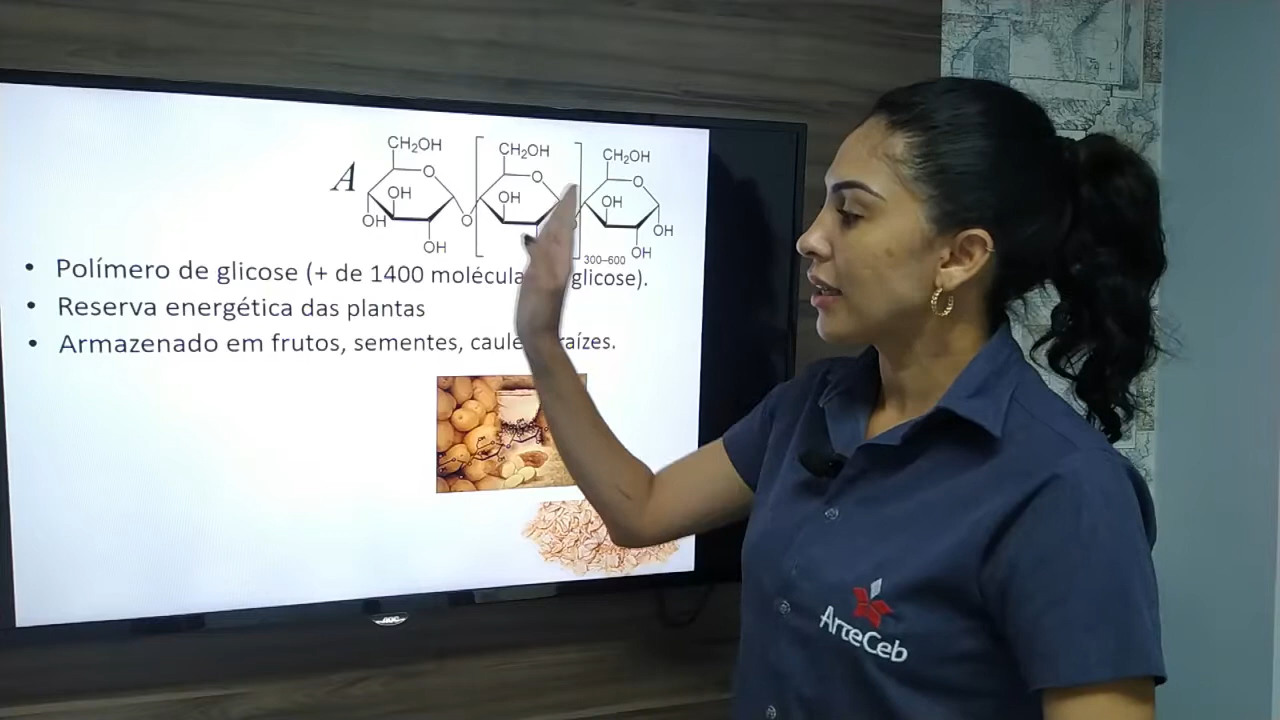 CH₂OH CH₂OH CH₂OH
A
O O O
OH OH OH
OH O OH
OH OH
300–600
• Polímero de glicose (+ de 1400 molécula glicose).
• Reserva energética das plantas
• Armazenado em frutos, sementes, caule raízes.
AOC
ArteCeb